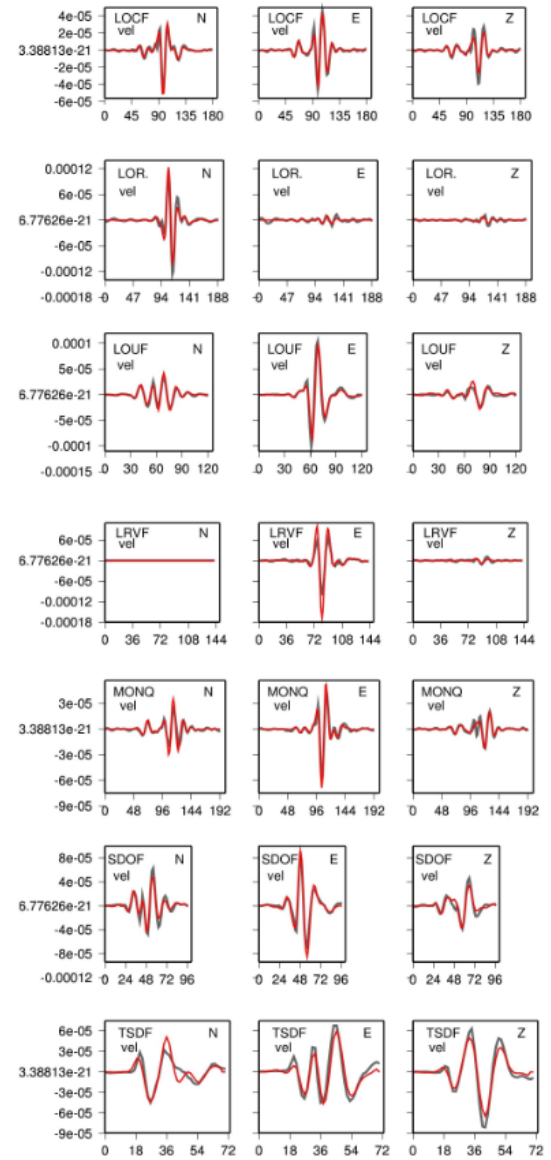 4e-05
LOCF N
vel
LOCF E
vel
LOCF Z
vel
2e-05
3.38813e-21
-2e-05
-4e-05
-6e-05
0 45 90 135 180
0 45 90 135 180
0 45 90 135 180
0.00012
LOR. N
vel
LOR. E
vel
LOR. Z
vel
6e-05
6.77626e-21
-6e-05
-0.00012
-0.00018
0 47 94 141 188
0 47 94 141 188
0 47 94 141 188
0.0001
LOUF N
vel
LOUF E
vel
LOUF Z
vel
5e-05
6.77626e-21
-5e-05
-0.0001
-0.00015
0 30 60 90 120
0 30 60 90 120
0 30 60 90 120
LRVF N
vel
LRVF E
vel
LRVF Z
vel
6e-05
6.77626e-21
-6e-05
-0.00012
-0.00018
0 36 72 108 144
0 36 72 108 144
0 36 72 108 144
MONQ N
vel
MONQ E
vel
MONQ Z
vel
3e-05
3.38813e-21
-3e-05
-6e-05
-9e-05
0 48 96 144 192
0 48 96 144 192
0 48 96 144 192
8e-05
SDOF N
vel
SDOF E
vel
SDOF Z
vel
4e-05
6.77626e-21
-4e-05
-8e-05
-0.00012
0 24 48 72 96
0 24 48 72 96
0 24 48 72 96
6e-05
TSDF N
vel
TSDF E
vel
TSDF Z
vel
3e-05
3.38813e-21
-3e-05
-6e-05
-9e-05
0 18 36 54 72
0 18 36 54 72
0 18 36 54 72